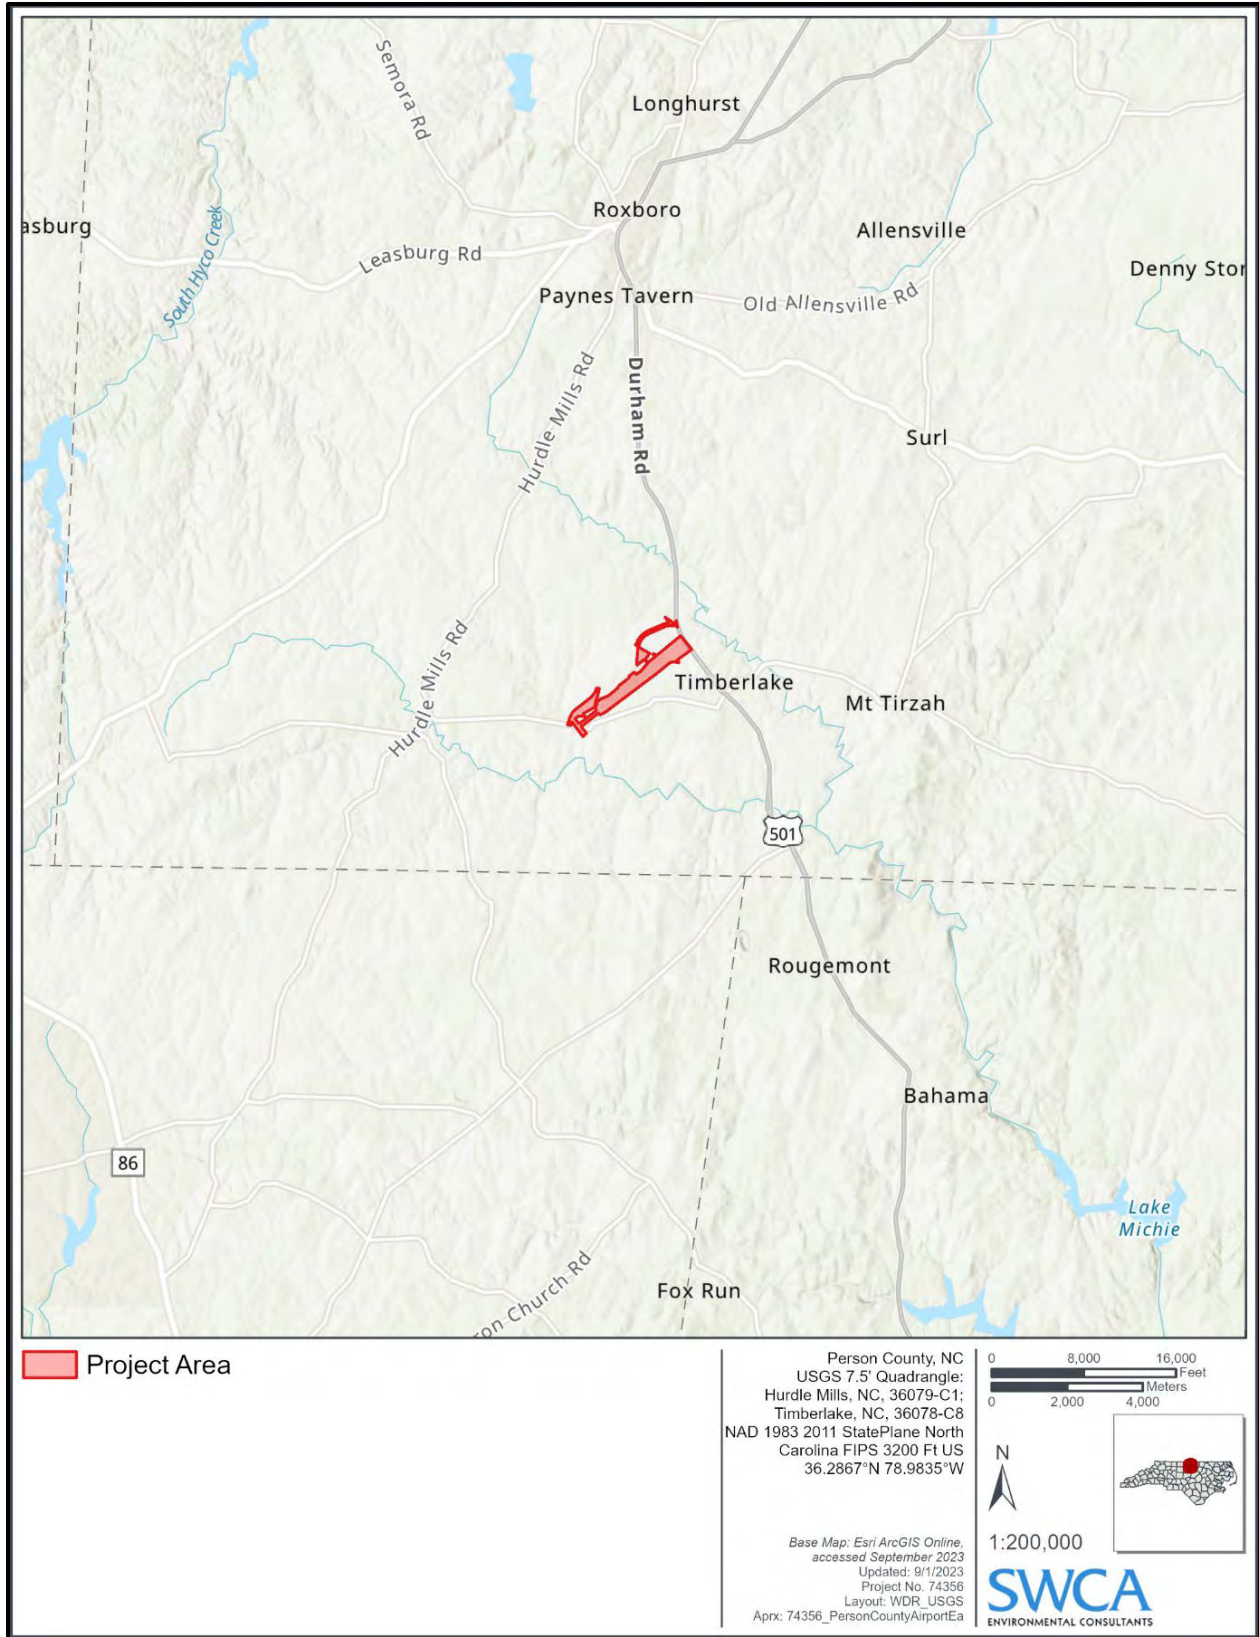 Semora Rd
Longhurst
Roxboro
asburg
Allensville
Leasburg Rd
South Hyco Creek
Denny Stor
Paynes Tavern
Old Allensville Rd
Durham Rd
Hurdle Mills Rd
Surl
Hurdle Mills Rd
Timberlake
Mt Tirzah
501
Rougemont
Bahama
86
Lake
Michie
Fox Run
ron Church Rd
Project Area
Person County, NC
USGS 7.5' Quadrangle:
Hurdle Mills, NC, 36079-C1;
Timberlake, NC, 36078-C8
NAD 1983 2011 StatePlane North
Carolina FIPS 3200 Ft US
36.2867°N 78.9835°W
Base Map: Esri ArcGIS Online,
accessed September 2023
Updated: 9/1/2023
Project No. 74356
Layout: WDR_USGS
Aprx: 74356_PersonCountyAirportEa
0 8,000 16,000
Feet
Meters
0 2,000 4,000
N
1:200,000
SWCA
ENVIRONMENTAL CONSULTANTS